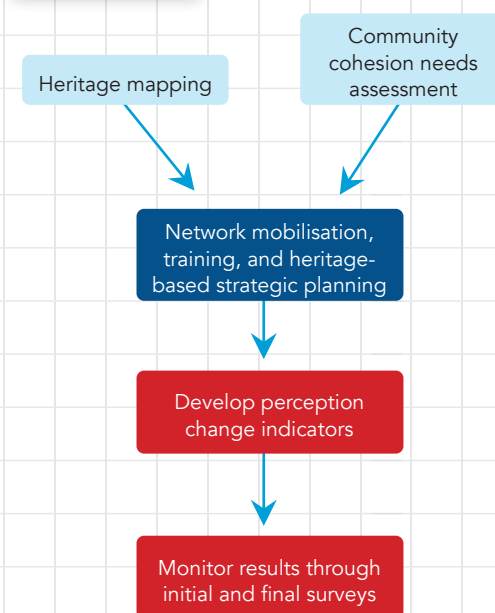 Heritage mapping
Community
cohesion needs
assessment
Network mobilisation,
training, and heritage-
based strategic planning
Develop perception
change indicators
Monitor results through
initial and final surveys